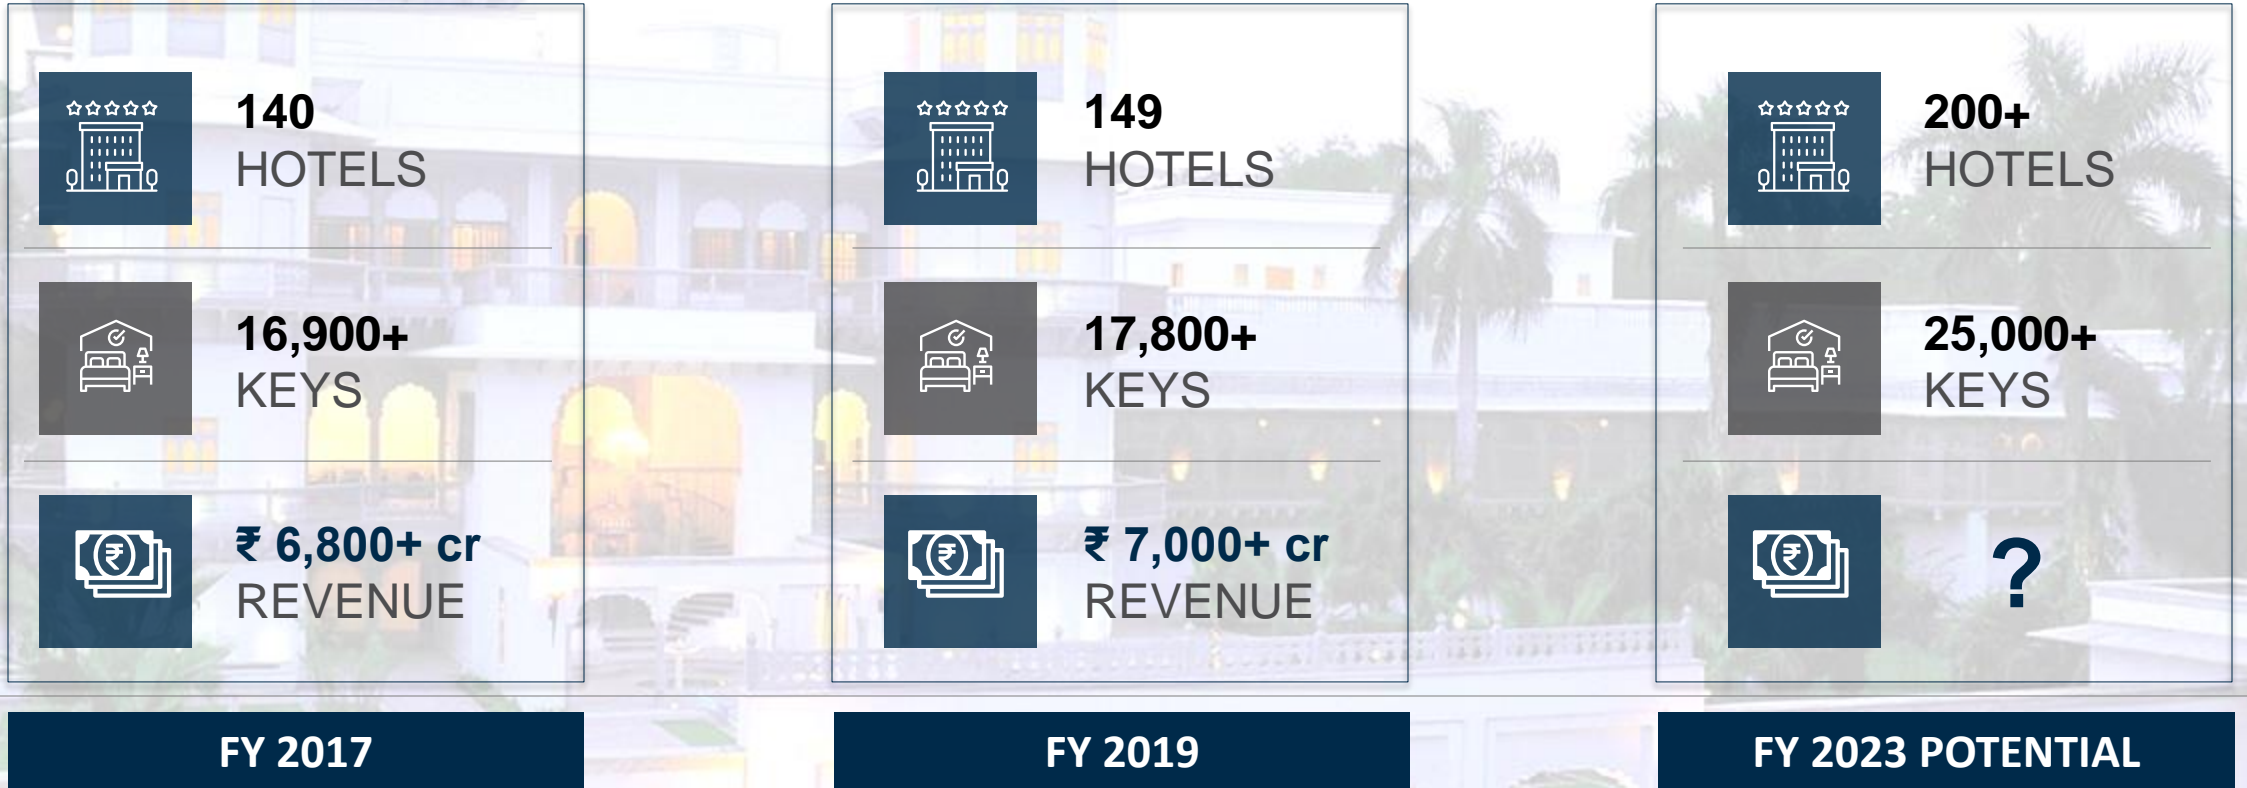 140
HOTELS
16,900+
KEYS
₹ 6,800+ cr
REVENUE
FY 2017
149
HOTELS
17,800+
KEYS
₹ 7,000+ cr
REVENUE
FY 2019
200+
HOTELS
25,000+
KEYS
?
FY 2023 POTENTIAL